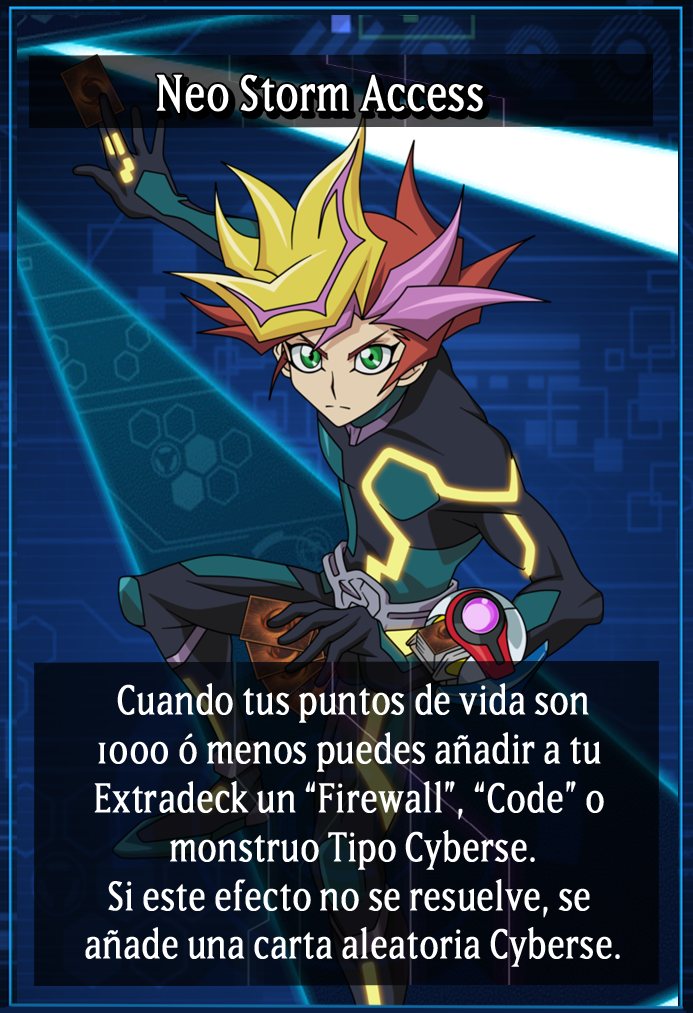 Neo Storm Access
Cuando tus puntos de vida son
1000 ó menos puedes añadir a tu
Extradeck un “Firewall”, “Code” o
monstruo Tipo Cyberse.
Si este efecto no se resuelve, se
añade una carta aleatoria Cyberse.